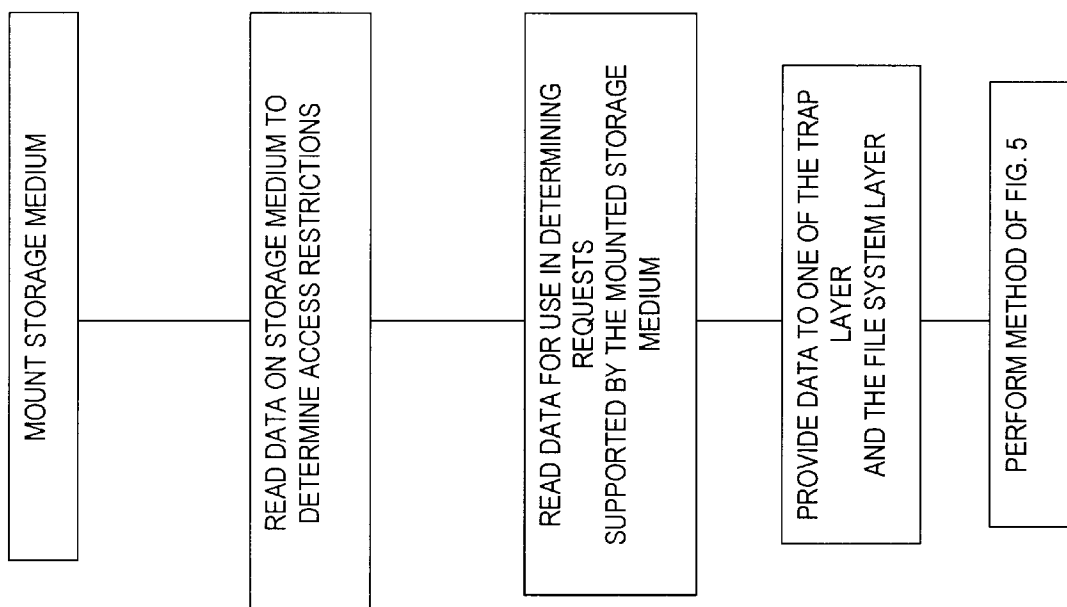 MOUNT STORAGE MEDIUM
READ DATA ON STORAGE MEDIUM TO
DETERMINE ACCESS RESTRICTIONS
READ DATA FOR USE IN DETERMINING
REQUESTS
SUPPORTED BY THE MOUNTED STORAGE
MEDIUM
PROVIDE DATA TO ONE OF THE TRAP
LAYER
AND THE FILE SYSTEM LAYER
PERFORM METHOD OF FIG. 5